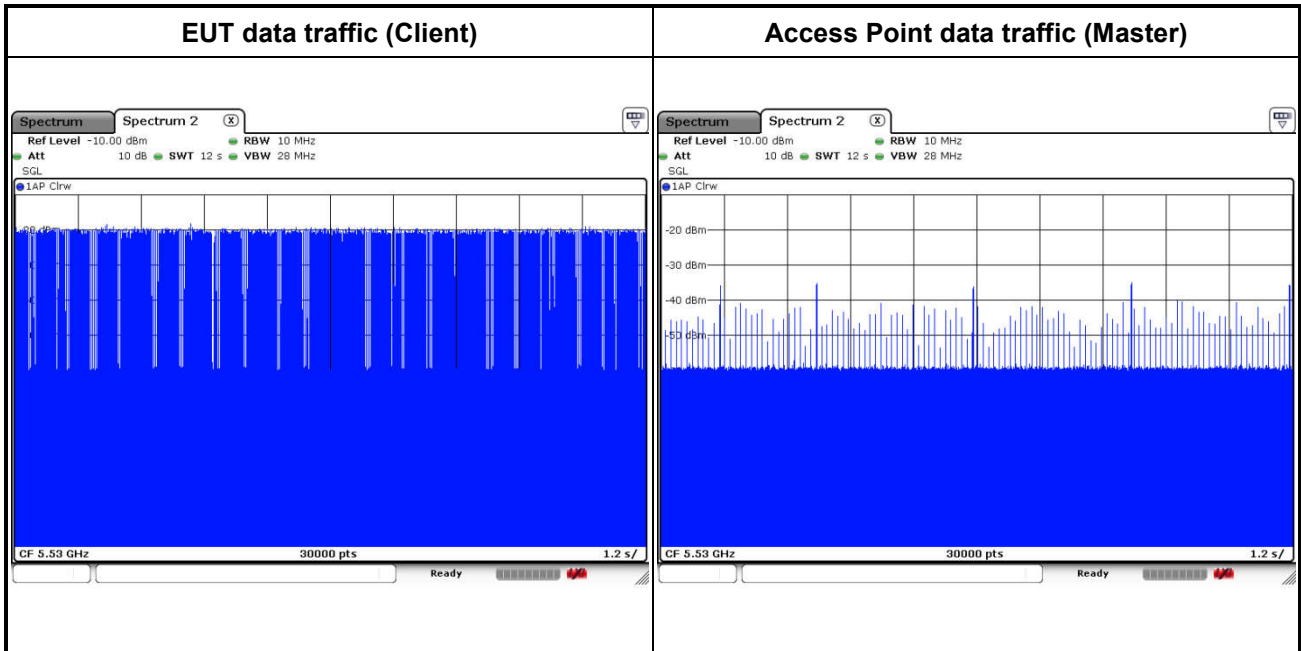 EUT data traffic (Client)
Access Point data traffic (Master)
Spectrum Spectrum 2 X
Ref Level -10.00 dBm RBW 10 MHz
Att 10 dB SWT 12 s VBW 28 MHz
SGL
1AP Clrw
CF 5.53 GHz 30000 pts 1.2 s/
Ready
Spectrum Spectrum 2 X
Ref Level -10.00 dBm RBW 10 MHz
Att 10 dB SWT 12 s VBW 28 MHz
SGL
1AP Clrw
-20 dBm
-30 dBm
-40 dBm
-50 dBm
CF 5.53 GHz 30000 pts 1.2 s/
Ready